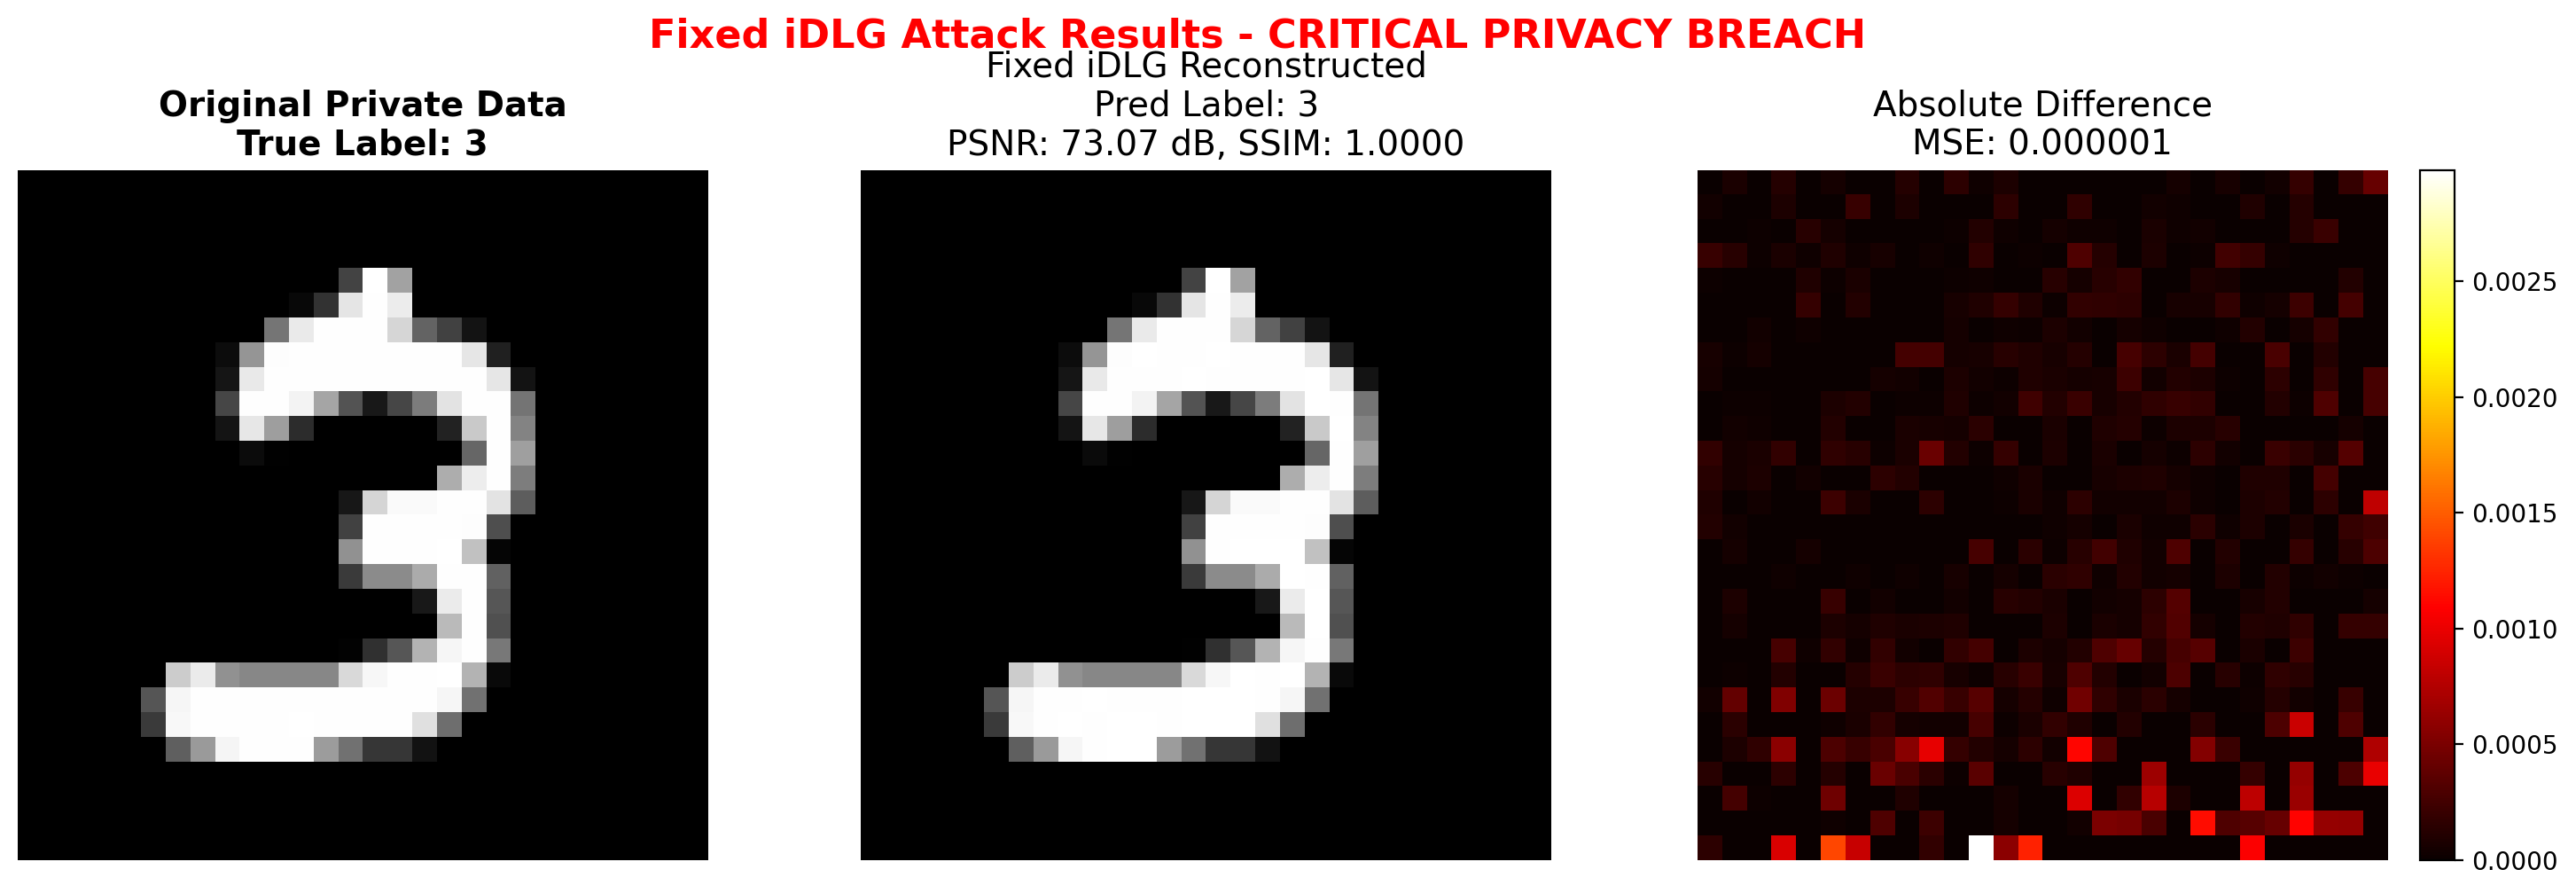 Fixed iDLG Attack Results - CRITICAL PRIVACY BREACH
Original Private Data
True Label: 3
Fixed iDLG Reconstructed
Pred Label: 3
PSNR: 73.07 dB, SSIM: 1.0000
Absolute Difference
MSE: 0.000001
3
3
0.0025
0.0020
0.0015
0.0010
0.0005
0.0000